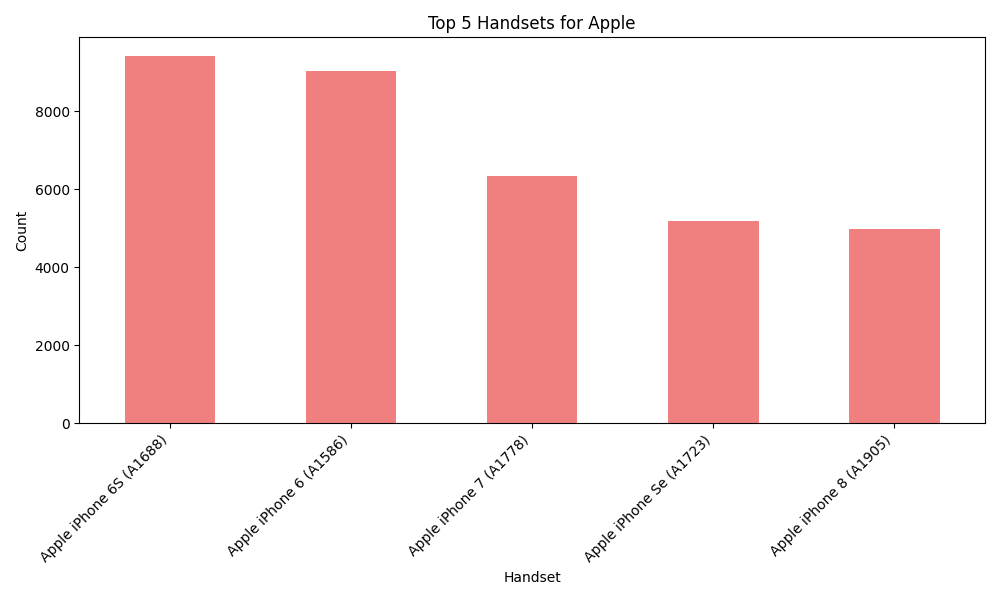 Top 5 Handsets for Apple
Count
8000
6000
4000
2000
0
Apple iPhone 6S (A1688)
Apple iPhone 6 (A1586)
Apple iPhone 7 (A1778)
Apple iPhone Se (A1723)
Apple iPhone 8 (A1905)
Handset